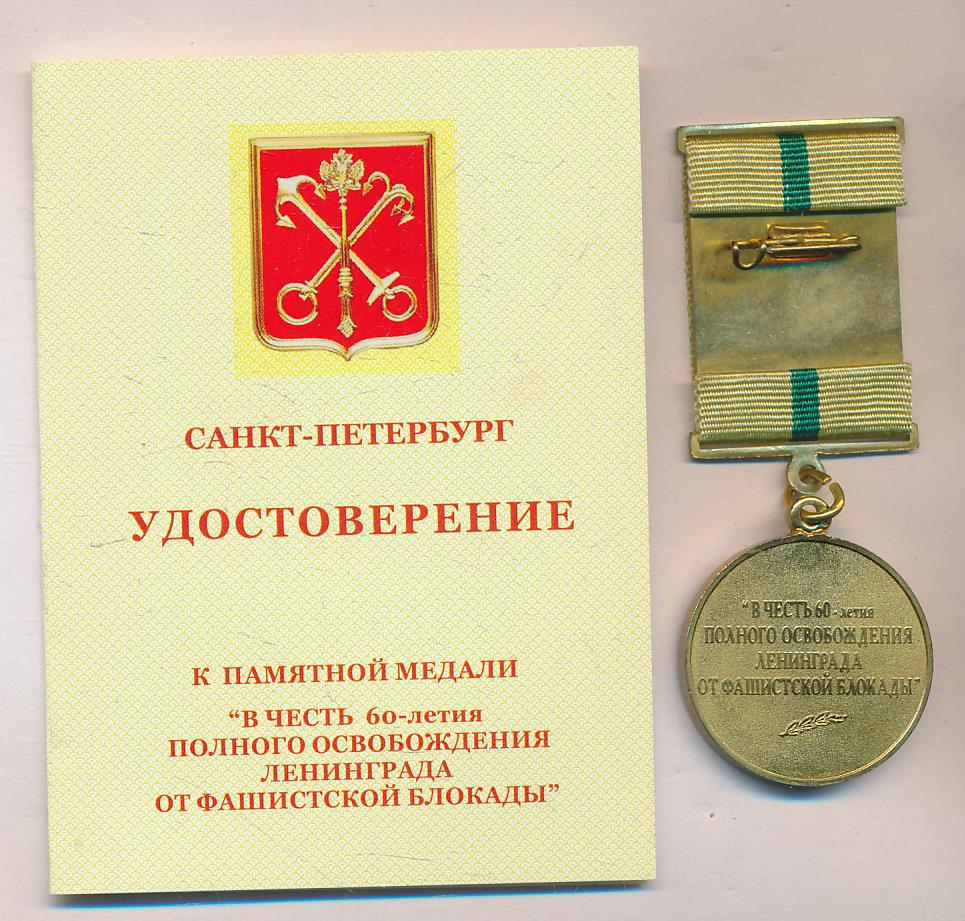 САНКТ-ПЕТЕРБУРГ
УДОСТОВЕРЕНИЕ
К ПАМЯТНОЙ МЕДАЛИ
“В ЧЕСТЬ 60-летия
ПОЛНОГО ОСВОБОЖДЕНИЯ
ЛЕНИНГРАДА
ОТ ФАШИСТСКОЙ БЛОКАДЫ”
“В ЧЕСТЬ 60-летия
ПОЛНОГО ОСВОБОЖДЕНИЯ
ЛЕНИНГРАДА
ОТ ФАШИСТСКОЙ БЛОКАДЫ”